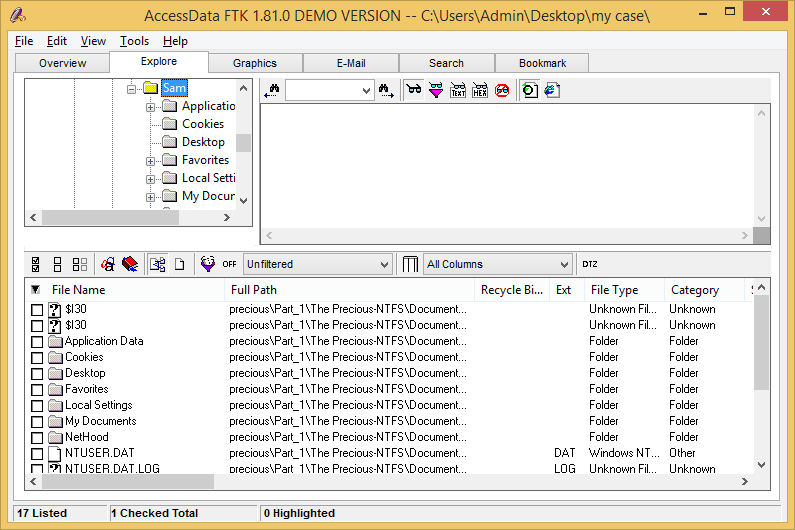 AccessData FTK 1.81.0 DEMO VERSION -- C:\Users\Admin\Desktop\my case\
File Edit View Tools Help
Overview Explore Graphics E-Mail Search Bookmark
Sam
Applicatio
Cookies
Desktop
Favorites
Local Setti
My Docum
TEXT HEX
OFF Unfiltered All Columns DTZ
File Name Full Path Recycle Bi... Ext File Type Category S
$I30 precious\Part_1\The Precious-NTFS\Document... Unknown Fil... Unknown
$I30 precious\Part_1\The Precious-NTFS\Document... Unknown Fil... Unknown
Application Data precious\Part_1\The Precious-NTFS\Document... Folder Folder
Cookies precious\Part_1\The Precious-NTFS\Document... Folder Folder
Desktop precious\Part_1\The Precious-NTFS\Document... Folder Folder
Favorites precious\Part_1\The Precious-NTFS\Document... Folder Folder
Local Settings precious\Part_1\The Precious-NTFS\Document... Folder Folder
My Documents precious\Part_1\The Precious-NTFS\Document... Folder Folder
NetHood precious\Part_1\The Precious-NTFS\Document... Folder Folder
NTUSER.DAT precious\Part_1\The Precious-NTFS\Document... DAT Windows NT... Other
NTUSER.DAT.LOG precious\Part_1\The Precious-NTFS\Document... LOG Unknown Fil... Unknown
17 Listed 1 Checked Total 0 Highlighted